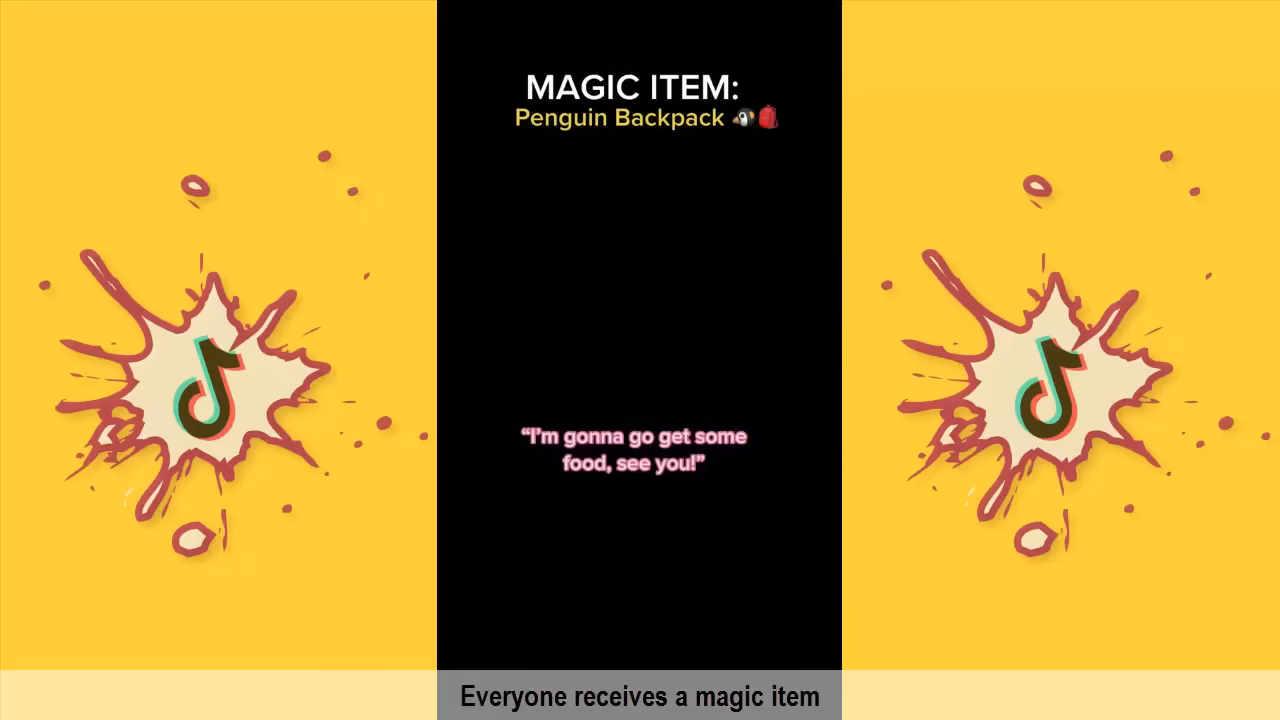 MAGIC ITEM:
Penguin Backpack 🐧🎒
“I’m gonna go get some
food, see you!”
Everyone receives a magic item